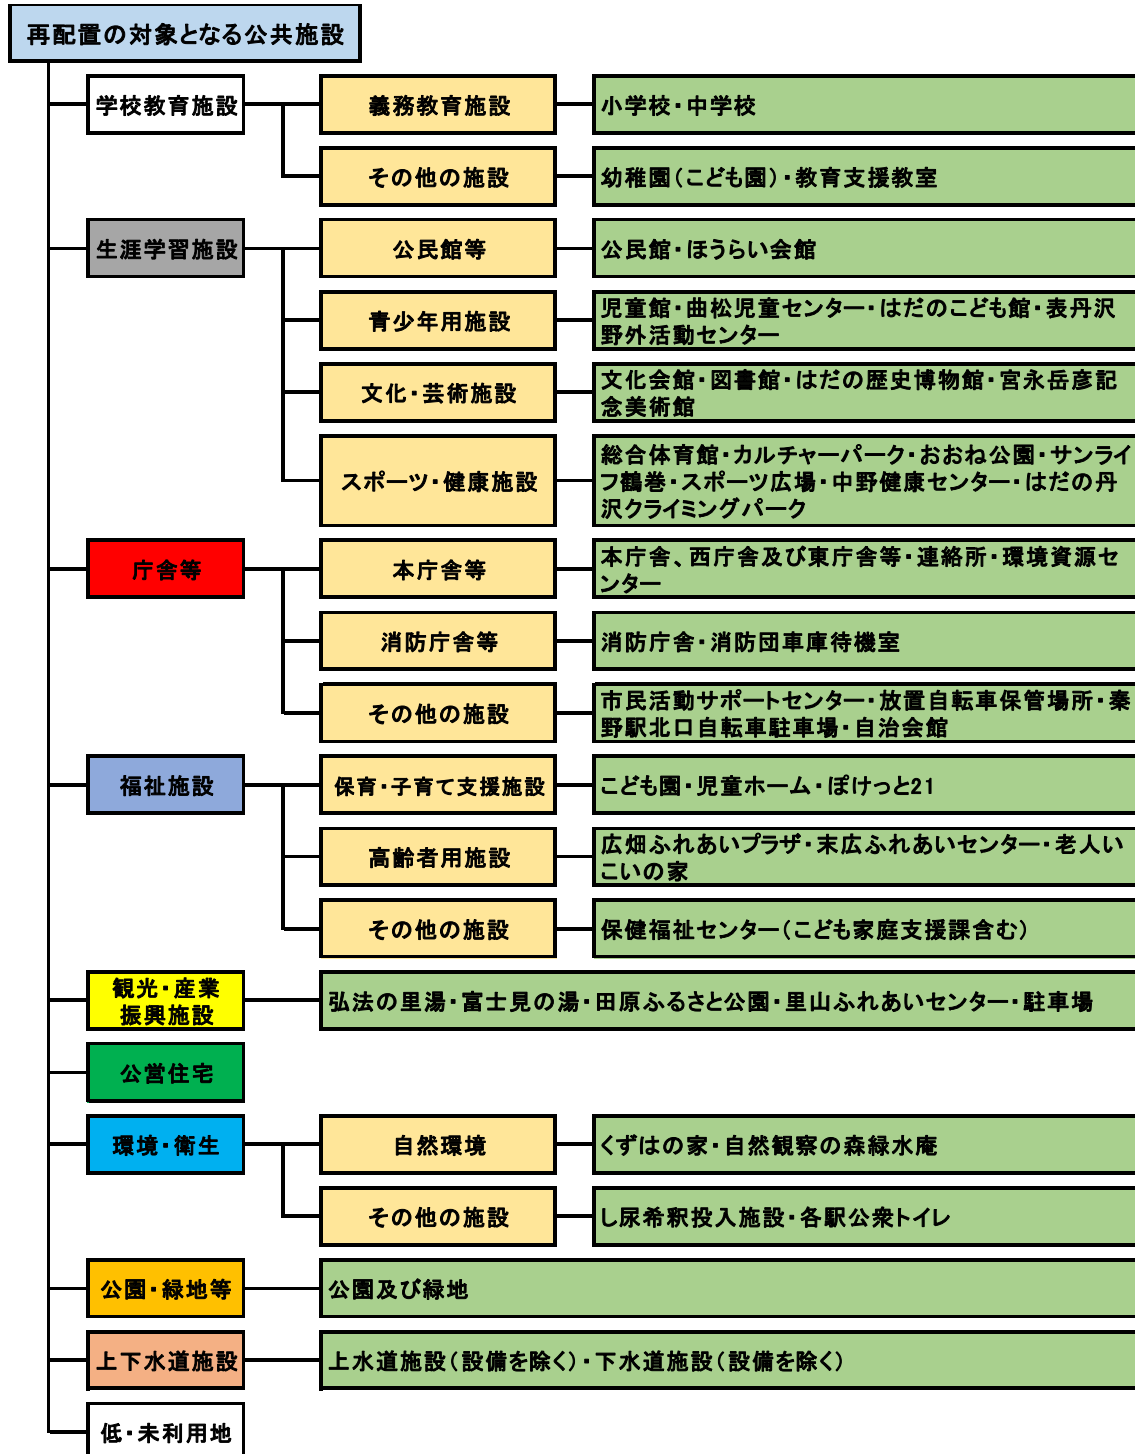 再配置の対象となる公共施設
学校教育施設
義務教育施設
小学校・中学校
その他の施設
幼稚園（こども園）・教育支援教室
生涯学習施設
公民館等
公民館・ほうらい会館
青少年用施設
児童館・曲松児童センター・はだのこども館・表丹沢
野外活動センター
文化・芸術施設
文化会館・図書館・はだの歴史博物館・宮永岳彦記
念美術館
スポーツ・健康施設
総合体育館・カルチャーパーク・おおね公園・サンライ
フ鶴巻・スポーツ広場・中野健康センター・はだの丹
沢クライミングパーク
庁舎等
本庁舎等
本庁舎、西庁舎及び東庁舎等・連絡所・環境資源セ
ンター
消防庁舎等
消防庁舎・消防団車庫待機室
その他の施設
市民活動サポートセンター・放置自転車保管場所・秦
野駅北口自転車駐車場・自治会館
福祉施設
保育・子育て支援施設
こども園・児童ホーム・ぽけっと21
高齢者用施設
広畑ふれあいプラザ・末広ふれあいセンター・老人い
こいの家
その他の施設
保健福祉センター（こども家庭支援課含む）
観光・産業
振興施設
弘法の里湯・富士見の湯・田原ふるさと公園・里山ふれあいセンター・駐車場
公営住宅
環境・衛生
自然環境
くずはの家・自然観察の森緑水庵
その他の施設
し尿希釈投入施設・各駅公衆トイレ
公園・緑地等
公園及び緑地
上下水道施設
上水道施設（設備を除く）・下水道施設（設備を除く）
低・未利用地